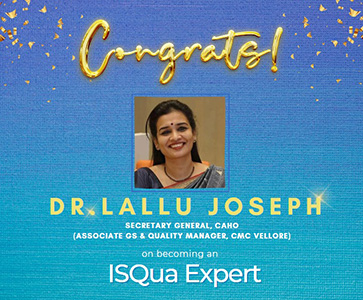 Congrats!
DR. LALLU JOSEPH
SECRETARY GENERAL, CAHO
(ASSOCIATE GS & QUALITY MANAGER, CMC VELLORE)
on becoming an
ISQua Expert